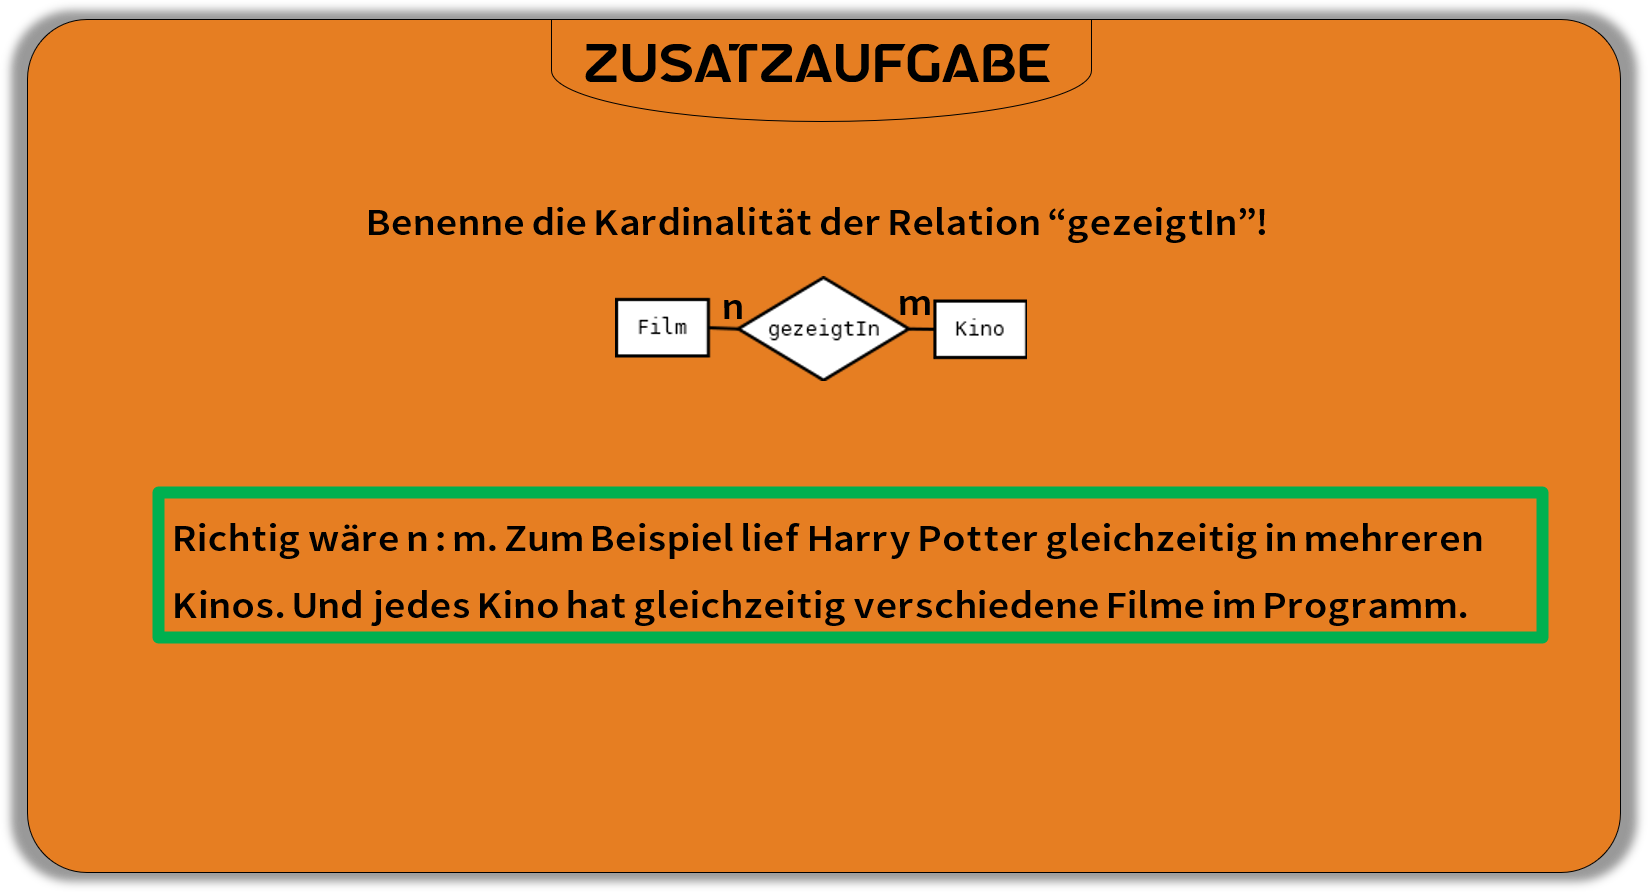 ZUSATZAUFGABE
Benenne die Kardinalität der Relation “gezeigtIn”!
Film n gezeigtIn m Kino
Richtig wäre n : m. Zum Beispiel lief Harry Potter gleichzeitig in mehreren
Kinos. Und jedes Kino hat gleichzeitig verschiedene Filme im Programm.